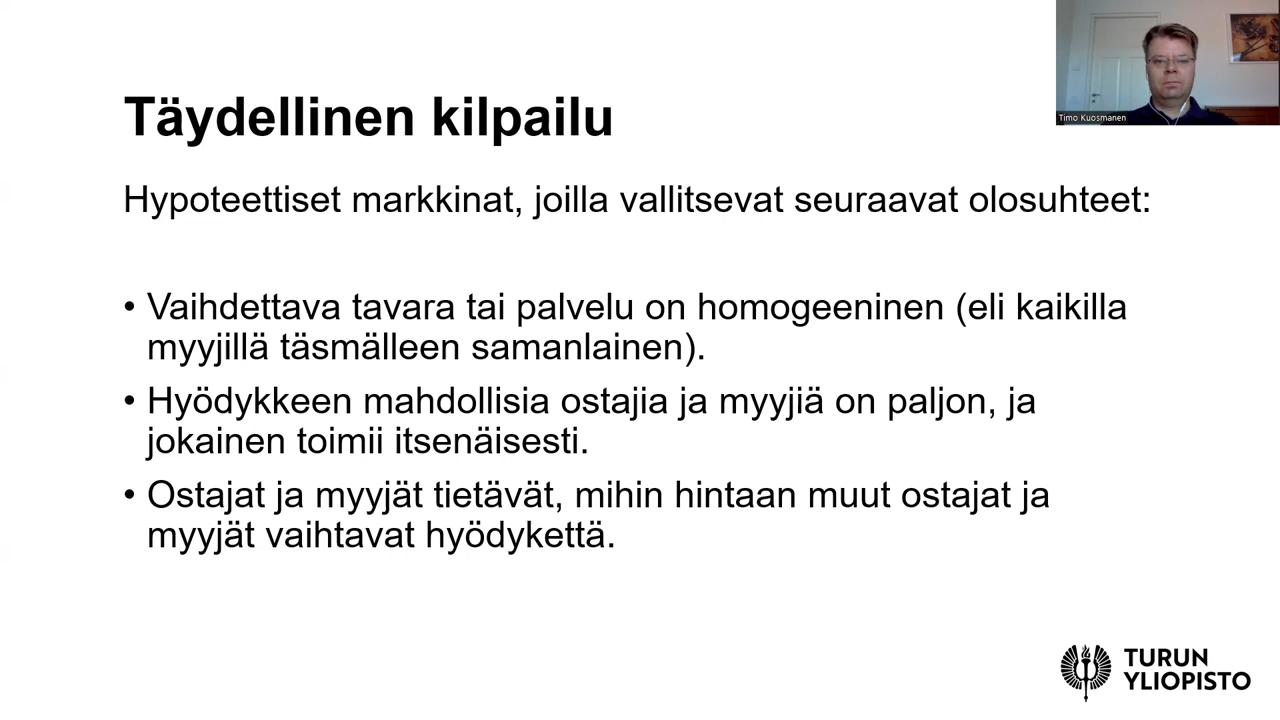 Täydellinen kilpailu
Timo Kuosmanen
Hypoteettiset markkinat, joilla vallitsevat seuraavat olosuhteet:
• Vaihdettava tavara tai palvelu on homogeeninen (eli kaikilla
myyjillä täsmälleen samanlainen).
• Hyödykkeen mahdollisia ostajia ja myyjiä on paljon, ja
jokainen toimii itsenäisesti.
• Ostajat ja myyjät tietävät, mihin hintaan muut ostajat ja
myyjät vaihtavat hyödykettä.
TURUN
YLIOPISTO